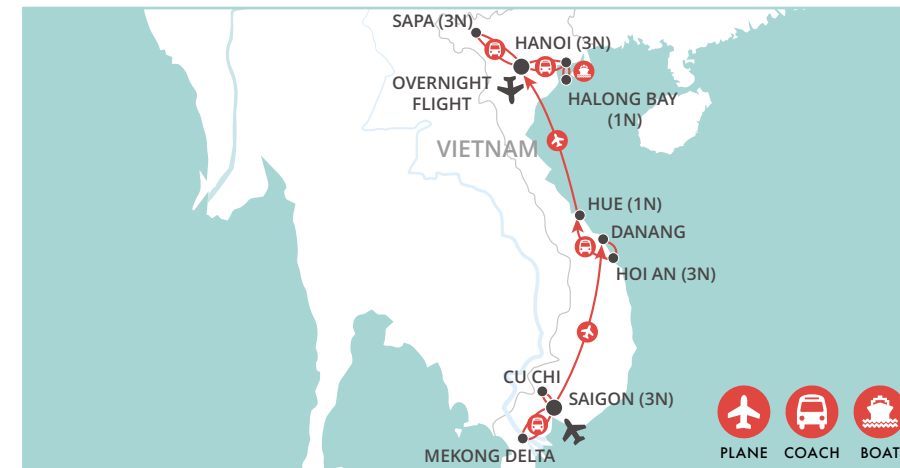 SAPA (3N)
HANOI (3N)
OVERNIGHT
FLIGHT
HALONG BAY
(1N)
VIETNAM
HUE (1N)
DANANG
HOI AN (3N)
CU CHI
SAIGON (3N)
MEKONG DELTA
PLANE
COACH
BOAT